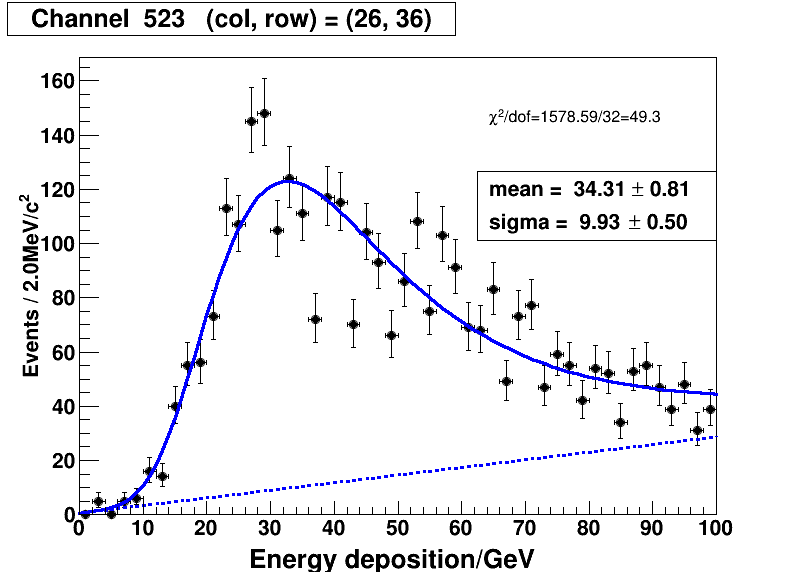 Channel 523 (col, row) = (26, 36)
χ²/dof=1578.59/32=49.3
mean = 34.31 ± 0.81
sigma = 9.93 ± 0.50
Events / 2.0MeV/c²
160
140
120
100
80
60
40
20
0
0 10 20 30 40 50 60 70 80 90 100
Energy deposition/GeV